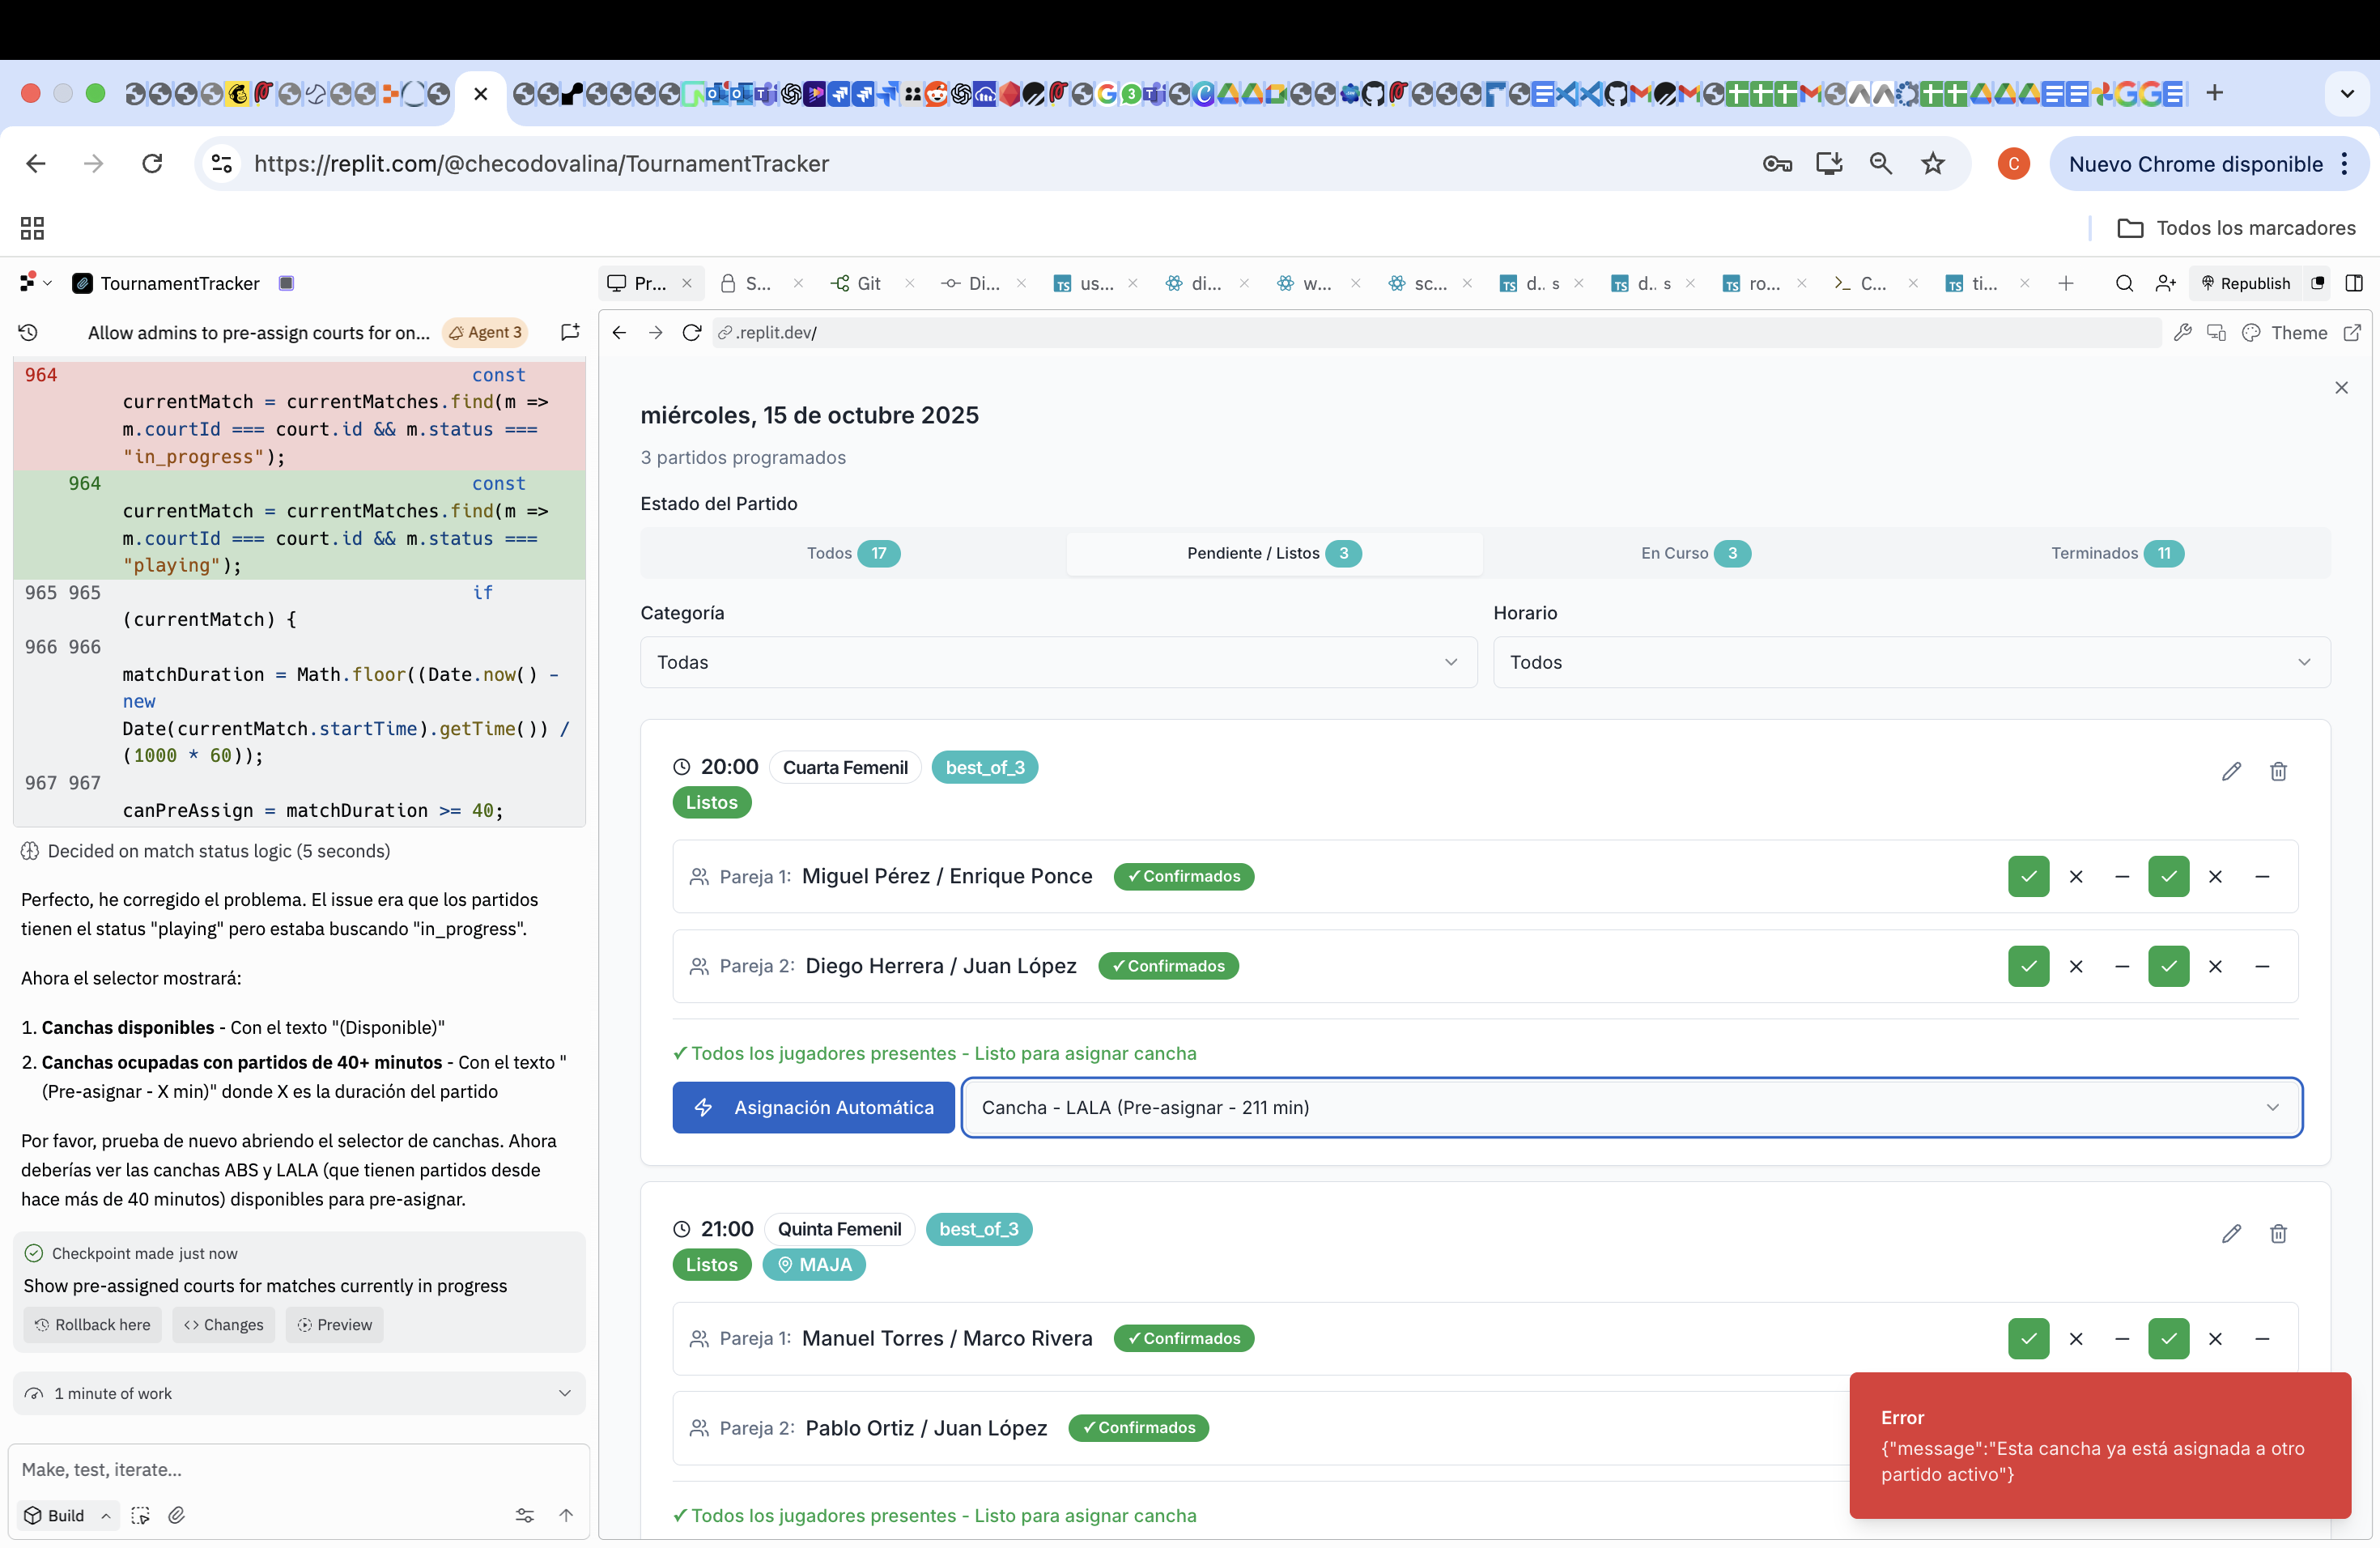 https://replit.com/@checodovalina/TournamentTracker
Nuevo Chrome disponible
Todos los marcadores
TournamentTracker
Pr...
S...
Git
Di...
us...
di...
w...
sc...
d.. s
d.. s
ro...
C...
ti...
Republish
Allow admins to pre-assign courts for on...
Agent 3
.replit.dev/
Theme
964 const
currentMatch = currentMatches.find(m =>
m.courtId === court.id && m.status ===
"in_progress");
964 const
currentMatch = currentMatches.find(m =>
m.courtId === court.id && m.status ===
"playing");
965 965 if
(currentMatch) {
966 966
matchDuration = Math.floor((Date.now() -
new
Date(currentMatch.startTime).getTime()) /
(1000 * 60));
967 967
canPreAssign = matchDuration >= 40;
Decided on match status logic (5 seconds)
Perfecto, he corregido el problema. El issue era que los partidos
tienen el status "playing" pero estaba buscando "in_progress".
Ahora el selector mostrará:
1. Canchas disponibles - Con el texto "(Disponible)"
2. Canchas ocupadas con partidos de 40+ minutos - Con el texto "
(Pre-asignar - X min)" donde X es la duración del partido
Por favor, prueba de nuevo abriendo el selector de canchas. Ahora
deberías ver las canchas ABS y LALA (que tienen partidos desde
hace más de 40 minutos) disponibles para pre-asignar.
Checkpoint made just now
Show pre-assigned courts for matches currently in progress
Rollback here
Changes
Preview
1 minute of work
Make, test, iterate...
Build
miércoles, 15 de octubre 2025
3 partidos programados
Estado del Partido
Todos 17
Pendiente / Listos 3
En Curso 3
Terminados 11
Categoría
Horario
Todas
Todos
20:00 Cuarta Femenil best_of_3
Listos
Pareja 1: Miguel Pérez / Enrique Ponce ✓Confirmados
Pareja 2: Diego Herrera / Juan López ✓Confirmados
✓Todos los jugadores presentes - Listo para asignar cancha
Asignación Automática
Cancha - LALA (Pre-asignar - 211 min)
21:00 Quinta Femenil best_of_3
Listos MAJA
Pareja 1: Manuel Torres / Marco Rivera ✓Confirmados
Pareja 2: Pablo Ortiz / Juan López ✓Confirmados
✓Todos los jugadores presentes - Listo para asignar cancha
Error
{"message":"Esta cancha ya está asignada a otro
partido activo"}